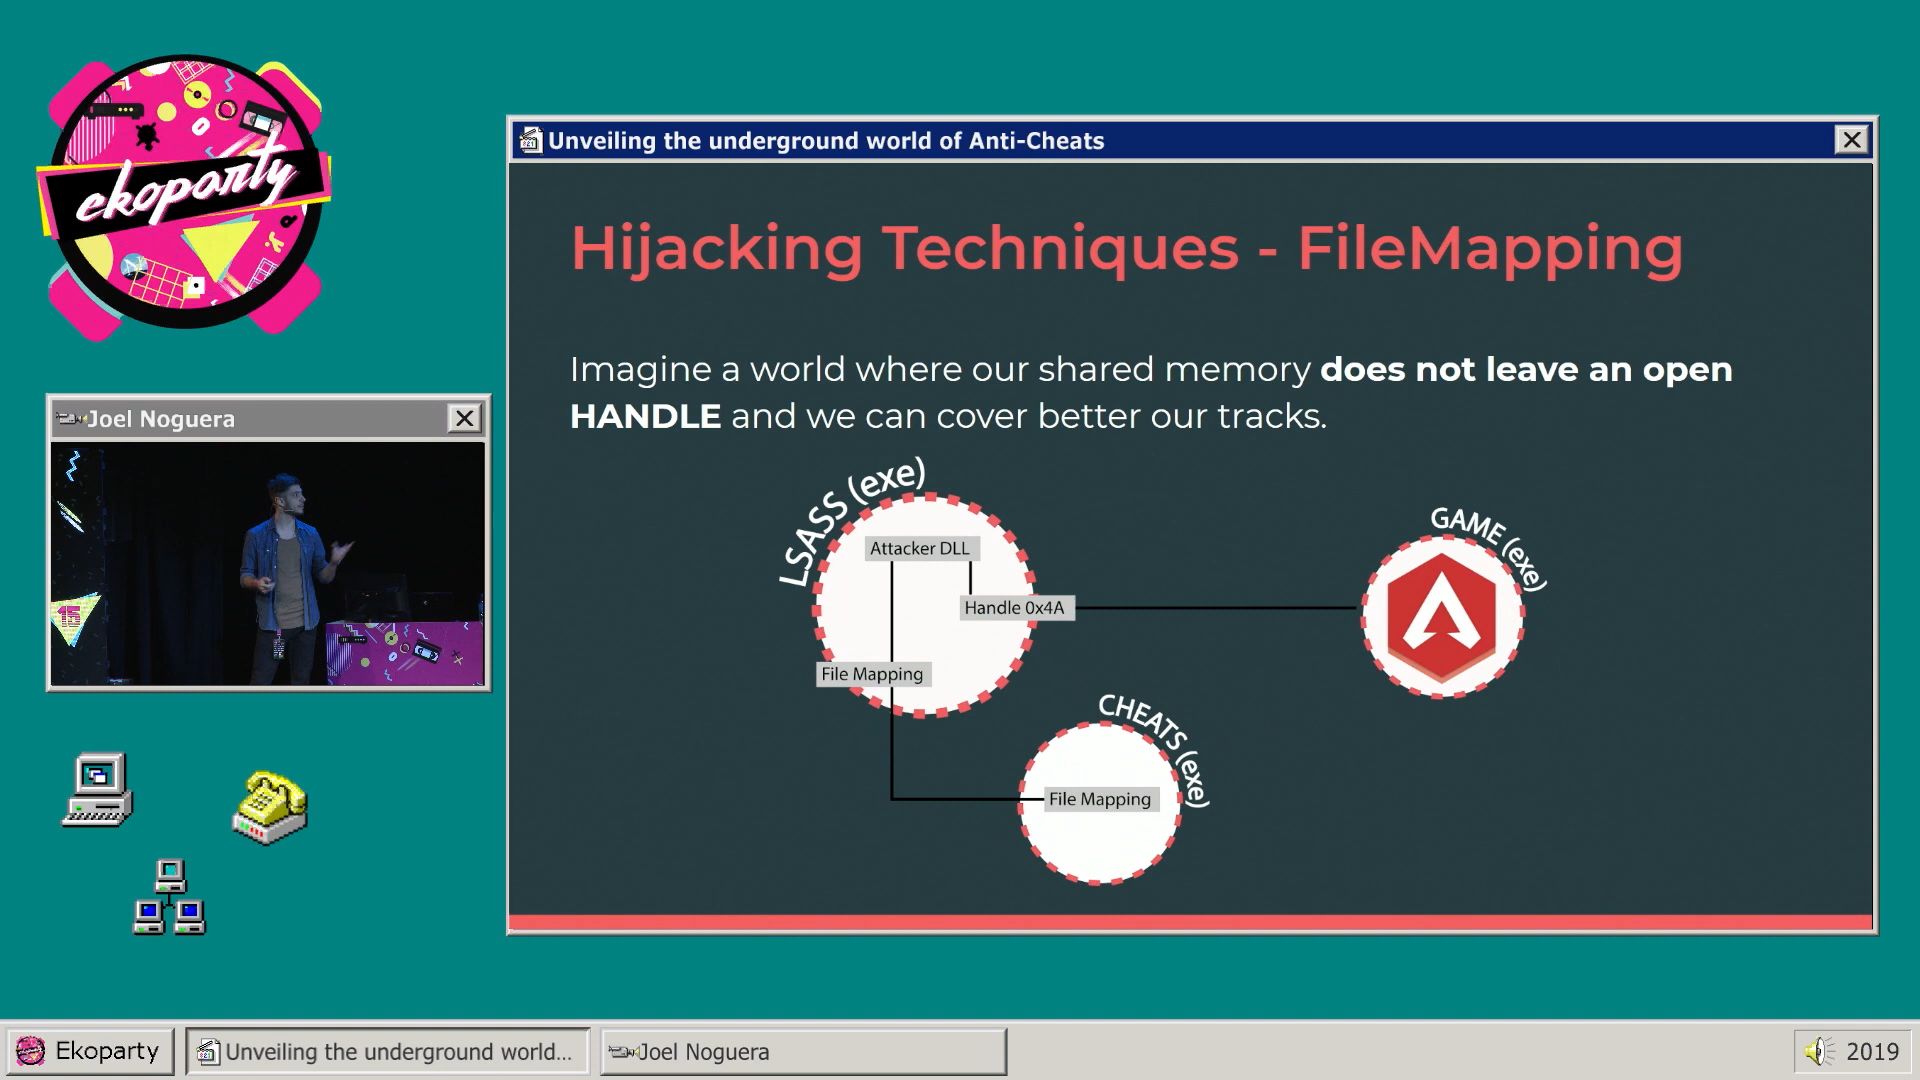 ekoparty
Unveiling the underground world of Anti-Cheats
Hijacking Techniques - FileMapping
Imagine a world where our shared memory does not leave an open
HANDLE and we can cover better our tracks.
LSASS (exe)
Attacker DLL
Handle 0x4A
File Mapping
GAME (exe)
CHEATS (exe)
File Mapping
Joel Noguera
15
Ekoparty
Unveiling the underground world...
Joel Noguera
2019